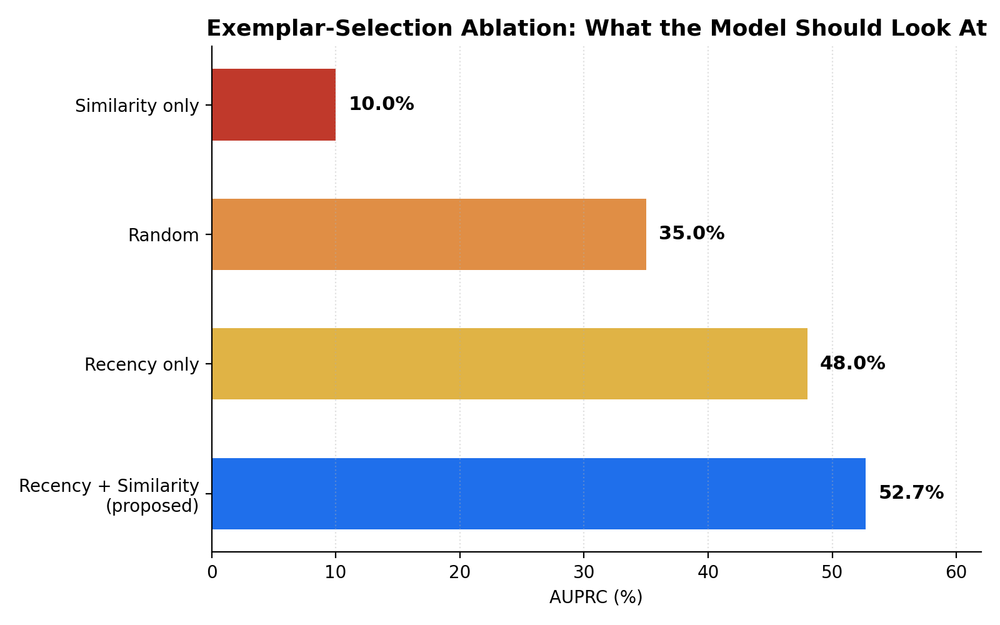 Exemplar-Selection Ablation: What the Model Should Look At
Similarity only
10.0%
Random
35.0%
Recency only
48.0%
Recency + Similarity
(proposed)
52.7%
0 10 20 30 40 50 60
AUPRC (%)